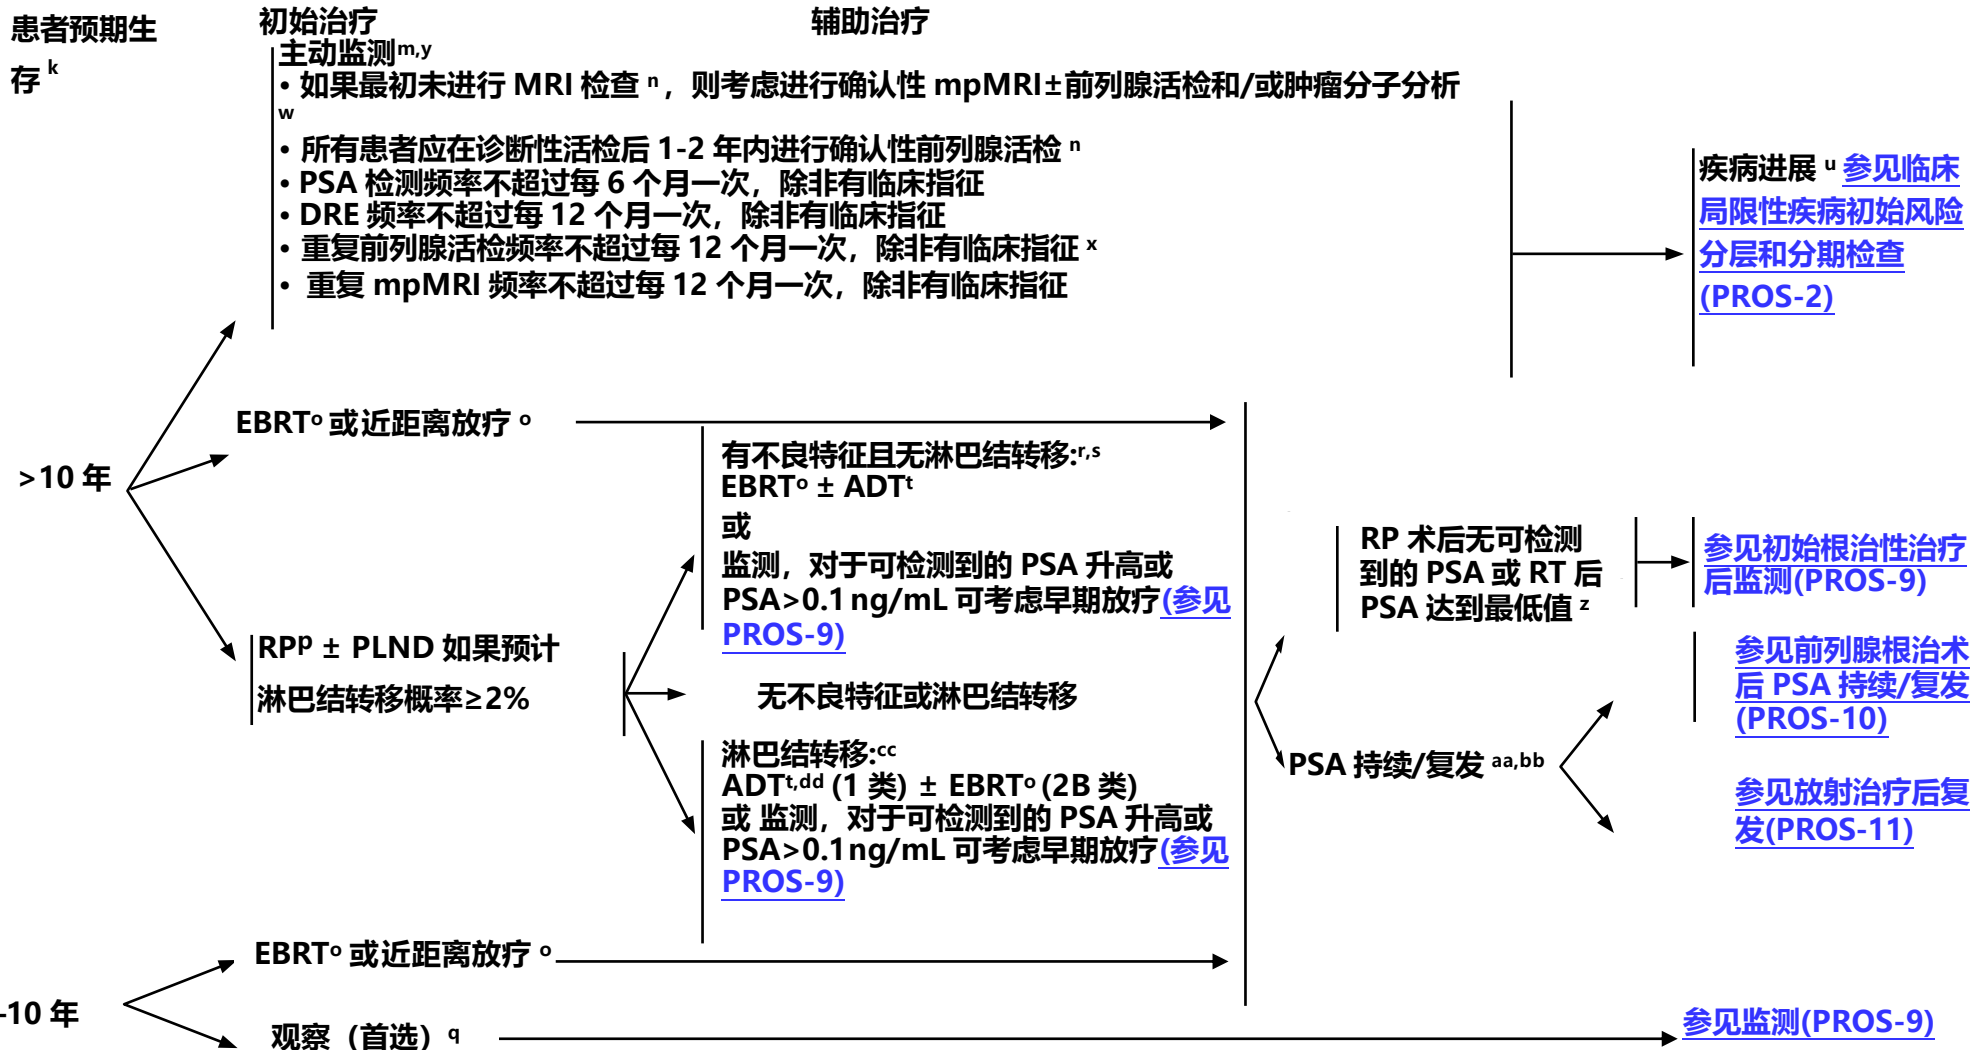 患者预期生
存 k
初始治疗
辅助治疗
主动监测m,y
• 如果最初未进行 MRI 检查 n，则考虑进行确认性 mpMRI±前列腺活检和/或肿瘤分子分析
w
• 所有患者应在诊断性活检后 1-2 年内进行确认性前列腺活检 n
• PSA 检测频率不超过每 6 个月一次，除非有临床指征
• DRE 频率不超过每 12 个月一次，除非有临床指征
• 重复前列腺活检频率不超过每 12 个月一次，除非有临床指征 x
• 重复 mpMRI 频率不超过每 12 个月一次，除非有临床指征
疾病进展 u 参见临床
局限性疾病初始风险
分层和分期检查
(PROS-2)
>10 年
EBRTo 或近距离放疗 o
有不良特征且无淋巴结转移:r,s
EBRTo ± ADTt
或
监测，对于可检测到的 PSA 升高或
PSA>0.1 ng/mL 可考虑早期放疗(参见
PROS-9)
RPp ± PLND 如果预计
淋巴结转移概率≥2%
无不良特征或淋巴结转移
淋巴结转移:cc
ADTt,dd (1 类) ± EBRTo (2B 类)
或 监测，对于可检测到的 PSA 升高或
PSA>0.1ng/mL 可考虑早期放疗(参见
PROS-9)
RP 术后无可检测
到的 PSA 或 RT 后
PSA 达到最低值 z
参见初始根治性治疗
后监测(PROS-9)
PSA 持续/复发 aa,bb
参见前列腺根治术
后 PSA 持续/复发
(PROS-10)
参见放射治疗后复
发(PROS-11)
-10 年
EBRTo 或近距离放疗 o
观察（首选）q
参见监测(PROS-9)